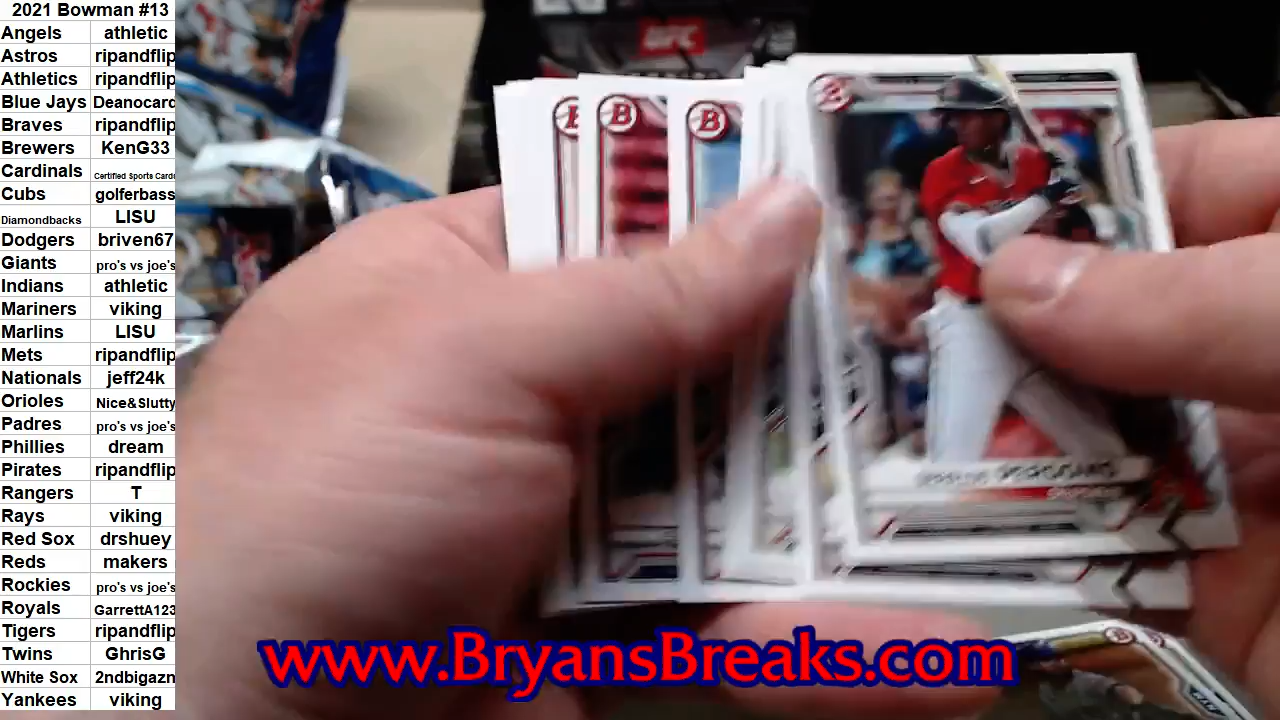 2021 Bowman #13
Angels athletic
Astros ripandflip
Athletics ripandflip
Blue Jays Deanocard
Braves ripandflip
Brewers KenG33
Cardinals Certified Sports Cards
Cubs golferbass
Diamondbacks LISU
Dodgers briven67
Giants pro's vs joe's
Indians athletic
Mariners viking
Marlins LISU
Mets ripandflip
Nationals jeff24k
Orioles Nice&Slutty
Padres pro's vs joe's
Phillies dream
Pirates ripandflip
Rangers T
Rays viking
Red Sox drshuey
Reds makers
Rockies pro's vs joe's
Royals GarrettA123
Tigers ripandflip
Twins GhrisG
White Sox 2ndbigazn
Yankees viking
UFC
B
B
B
www.BryansBreaks.com